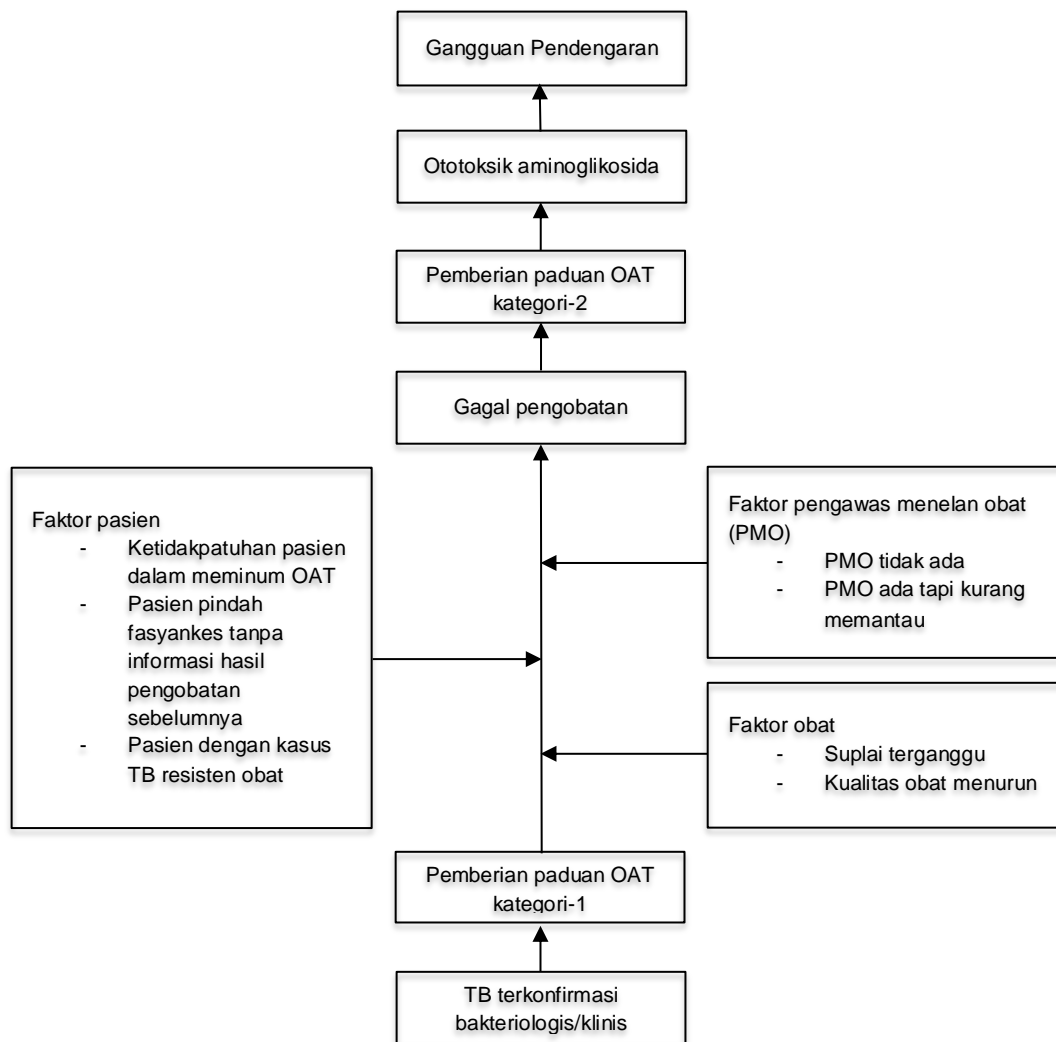 Gangguan Pendengaran
Ototoksik aminoglikosida
Pemberian paduan OAT
kategori-2
Gagal pengobatan
Faktor pasien
- Ketidakpatuhan pasien
dalam meminum OAT
- Pasien pindah
fasyankes tanpa
informasi hasil
pengobatan
sebelumnya
- Pasien dengan kasus
TB resisten obat
Faktor pengawas menelan obat
(PMO)
- PMO tidak ada
- PMO ada tapi kurang
memantau
Faktor obat
- Suplai terganggu
- Kualitas obat menurun
Pemberian paduan OAT
kategori-1
TB terkonfirmasi
bakteriologis/klinis